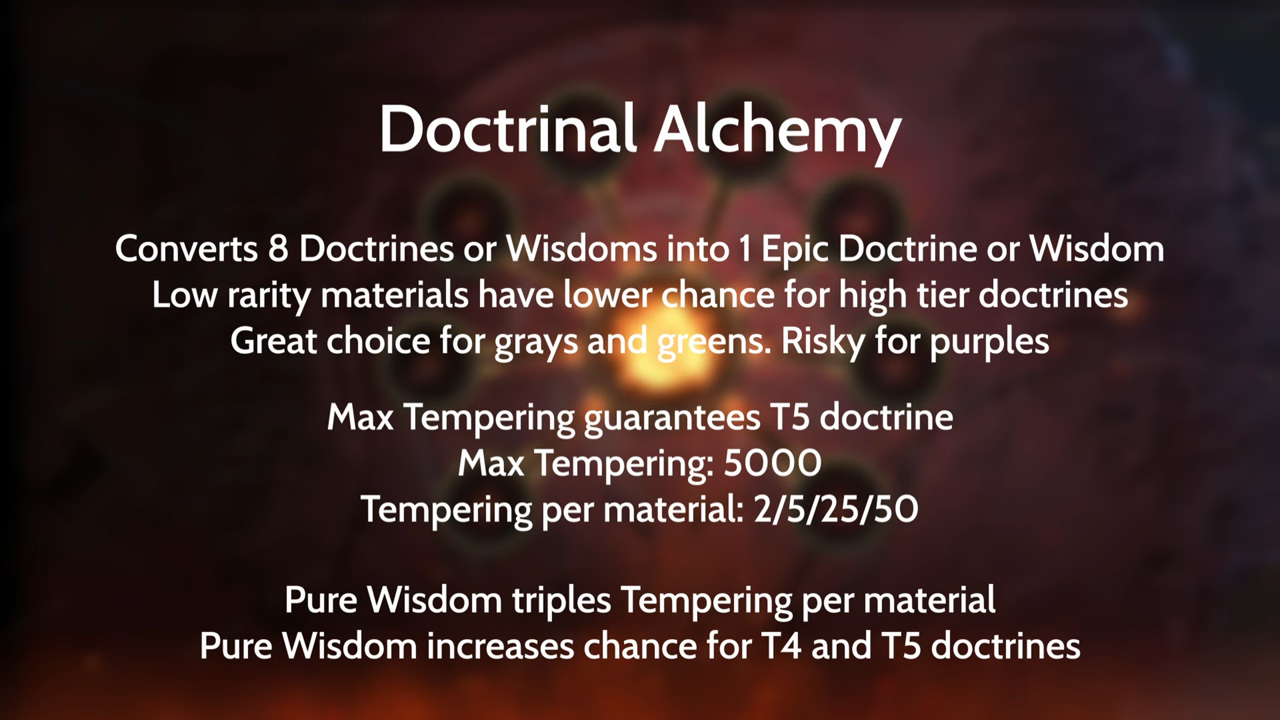 Doctrinal Alchemy
Converts 8 Doctrines or Wisdoms into 1 Epic Doctrine or Wisdom
Low rarity materials have lower chance for high tier doctrines
Great choice for grays and greens. Risky for purples
Max Tempering guarantees T5 doctrine
Max Tempering: 5000
Tempering per material: 2/5/25/50
Pure Wisdom triples Tempering per material
Pure Wisdom increases chance for T4 and T5 doctrines